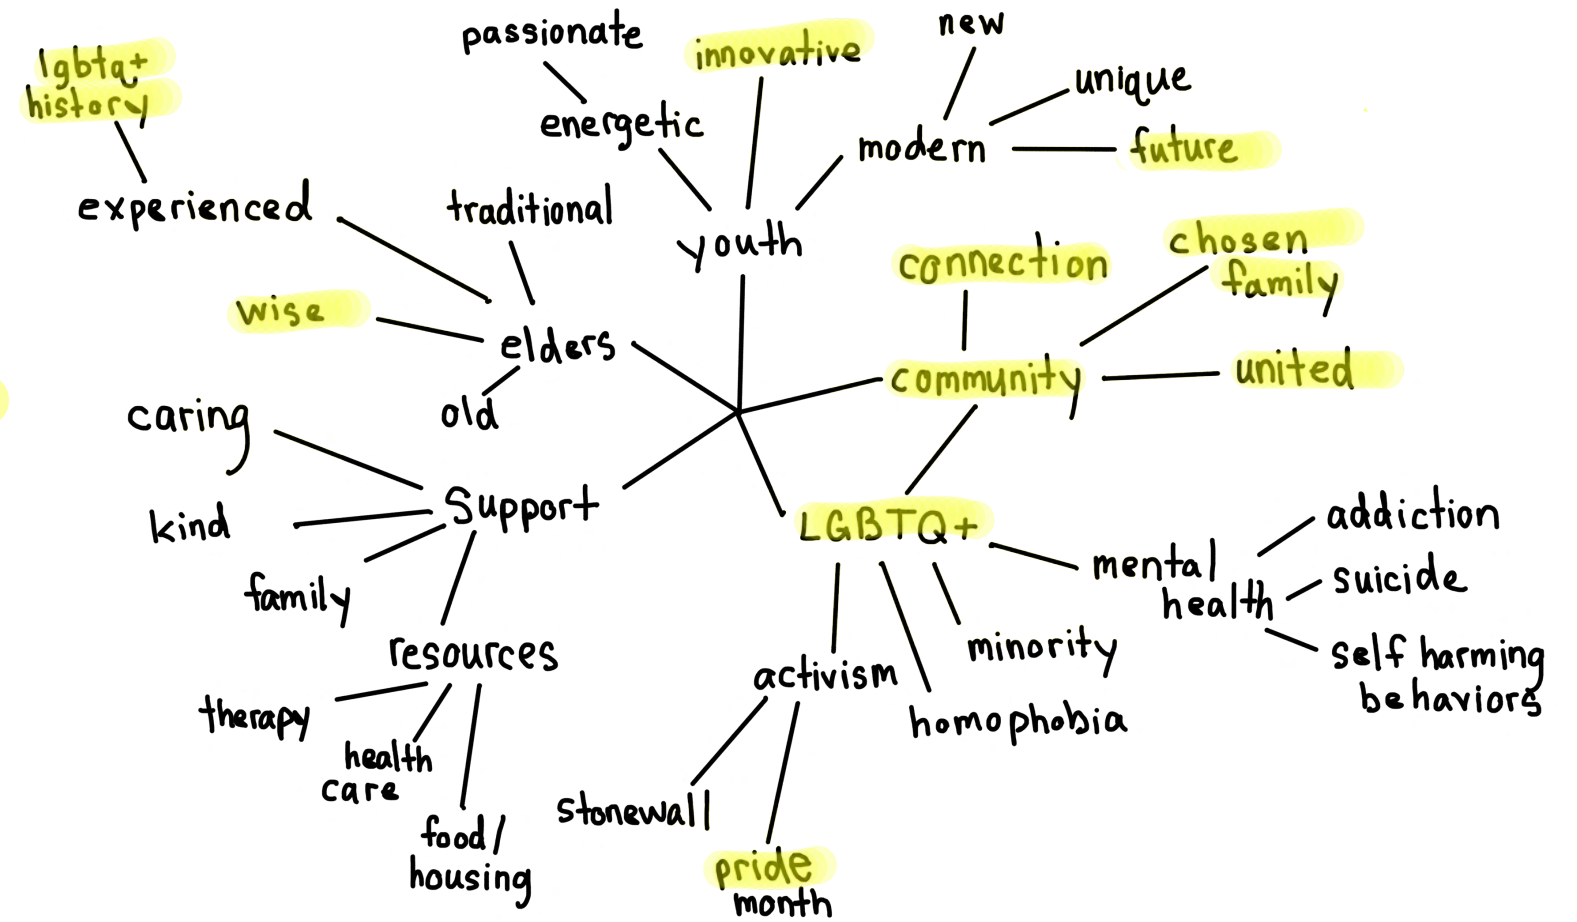 passionate
innovative
new
lgbtq+
history
unique
energetic
modern
future
experienced
traditional
youth
connection
chosen
family
wise
elders
community
united
caring
old
kind
Support
LGBTQ+
addiction
mental
health
suicide
family
resources
minority
self harming
behaviors
activism
therapy
homophobia
health
care
stonewall
food/
housing
pride
month